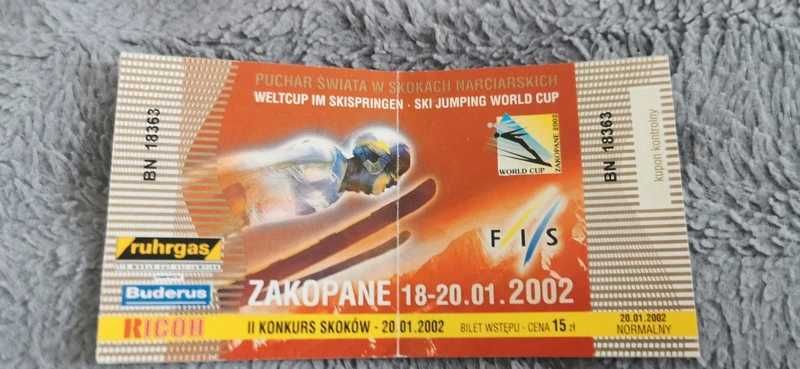 PUCHAR ŚWIATA W SKOKACH NARCIARSKICH
WELTCUP IM SKISPRINGEN · SKI JUMPING WORLD CUP
BN 18363
BN 18363
kupon kontrolny
ZAKOPANE 2002
WORLD CUP
FIS
ruhrgas
Buderus
RICOH
ZAKOPANE 18-20.01.2002
II KONKURS SKOKÓW - 20.01.2002 BILET WSTĘPU - CENA 15 zł
20.01.2002
NORMALNY